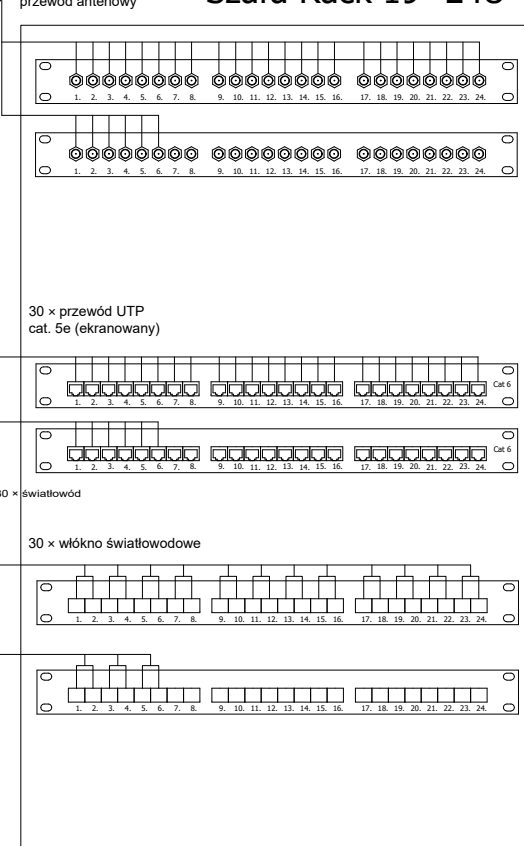 przewód antenowy
Szafa Rack 19" 24U
1. 2. 3. 4. 5. 6. 7. 8. 9. 10. 11. 12. 13. 14. 15. 16. 17. 18. 19. 20. 21. 22. 23. 24.
1. 2. 3. 4. 5. 6. 7. 8. 9. 10. 11. 12. 13. 14. 15. 16. 17. 18. 19. 20. 21. 22. 23. 24.
30 × przewód UTP
cat. 5e (ekranowany)
Cat 6
1. 2. 3. 4. 5. 6. 7. 8. 9. 10. 11. 12. 13. 14. 15. 16. 17. 18. 19. 20. 21. 22. 23. 24.
Cat 6
1. 2. 3. 4. 5. 6. 7. 8. 9. 10. 11. 12. 13. 14. 15. 16. 17. 18. 19. 20. 21. 22. 23. 24.
30 × światłowód
30 × włókno światłowodowe
1. 2. 3. 4. 5. 6. 7. 8. 9. 10. 11. 12. 13. 14. 15. 16. 17. 18. 19. 20. 21. 22. 23. 24.
1. 2. 3. 4. 5. 6. 7. 8. 9. 10. 11. 12. 13. 14. 15. 16. 17. 18. 19. 20. 21. 22. 23. 24.